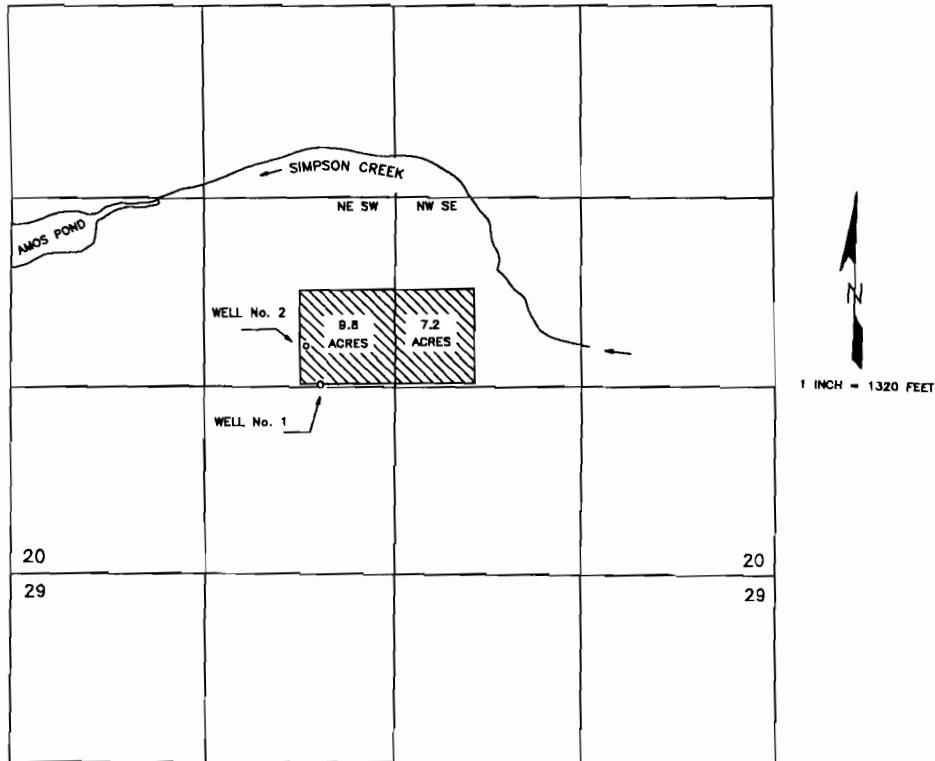 SIMPSON CREEK
NE SW
NW SE
AMOS POND
N
WELL No. 2
9.8
ACRES
7.2
ACRES
1 INCH = 1320 FEET
WELL No. 1
20
20
29
29